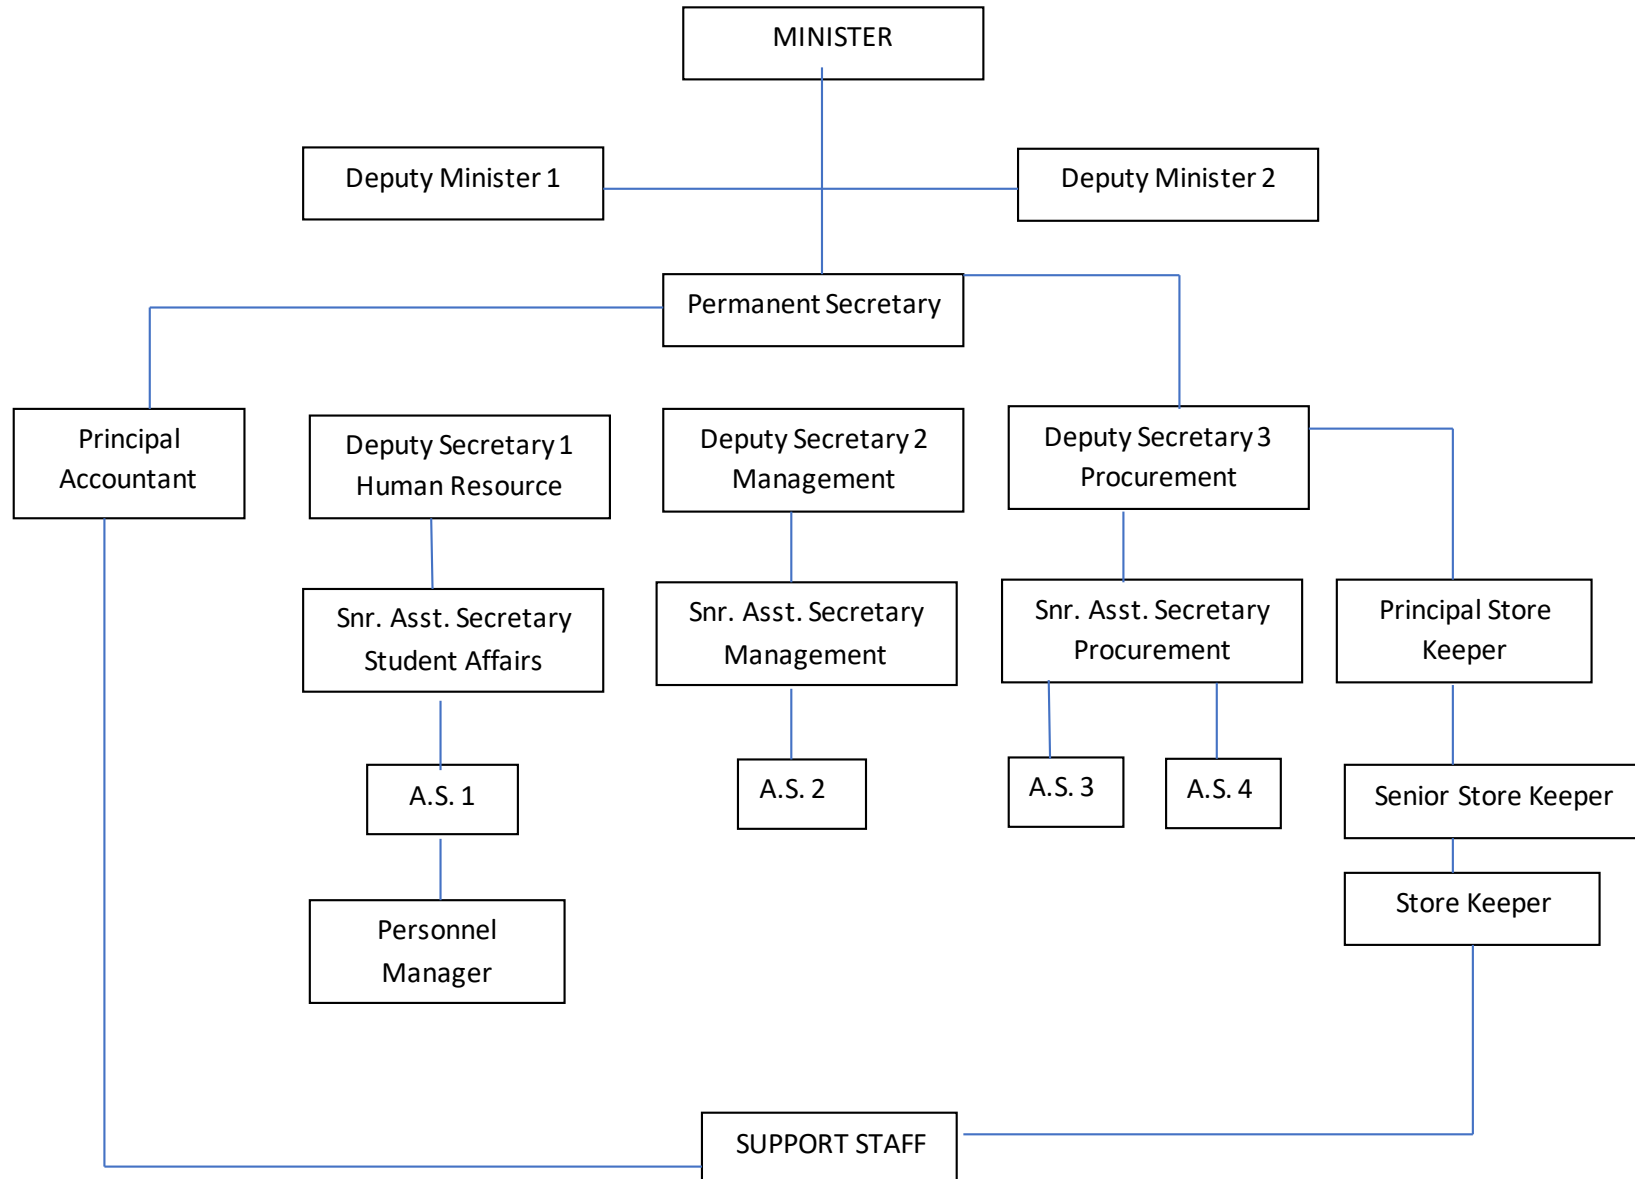 MINISTER
Deputy Minister 1
Deputy Minister 2
Permanent Secretary
Principal
Accountant
Deputy Secretary 1
Human Resource
Deputy Secretary 2
Management
Deputy Secretary 3
Procurement
Snr. Asst. Secretary
Student Affairs
Snr. Asst. Secretary
Management
Snr. Asst. Secretary
Procurement
Principal Store
Keeper
A.S. 1
A.S. 2
A.S. 3
A.S. 4
Senior Store Keeper
Store Keeper
Personnel
Manager
SUPPORT STAFF